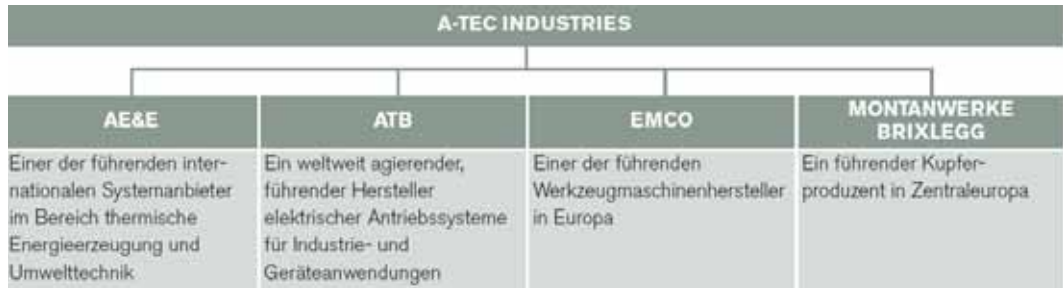 A-TEC INDUSTRIES
AE&E
Einer der führenden inter-
nationalen Systemanbieter
im Bereich thermische
Energieerzeugung und
Umwelttechnik
ATB
Ein weltweit agierender,
führender Hersteller
elektrischer Antriebssysteme
für Industrie- und
Geräteanwendungen
EMCO
Einer der führenden
Werkzeugmaschinenhersteller
in Europa
MONTANWERKE
BRIXLEGG
Ein führender Kupfer-
produzent in Zentraleuropa